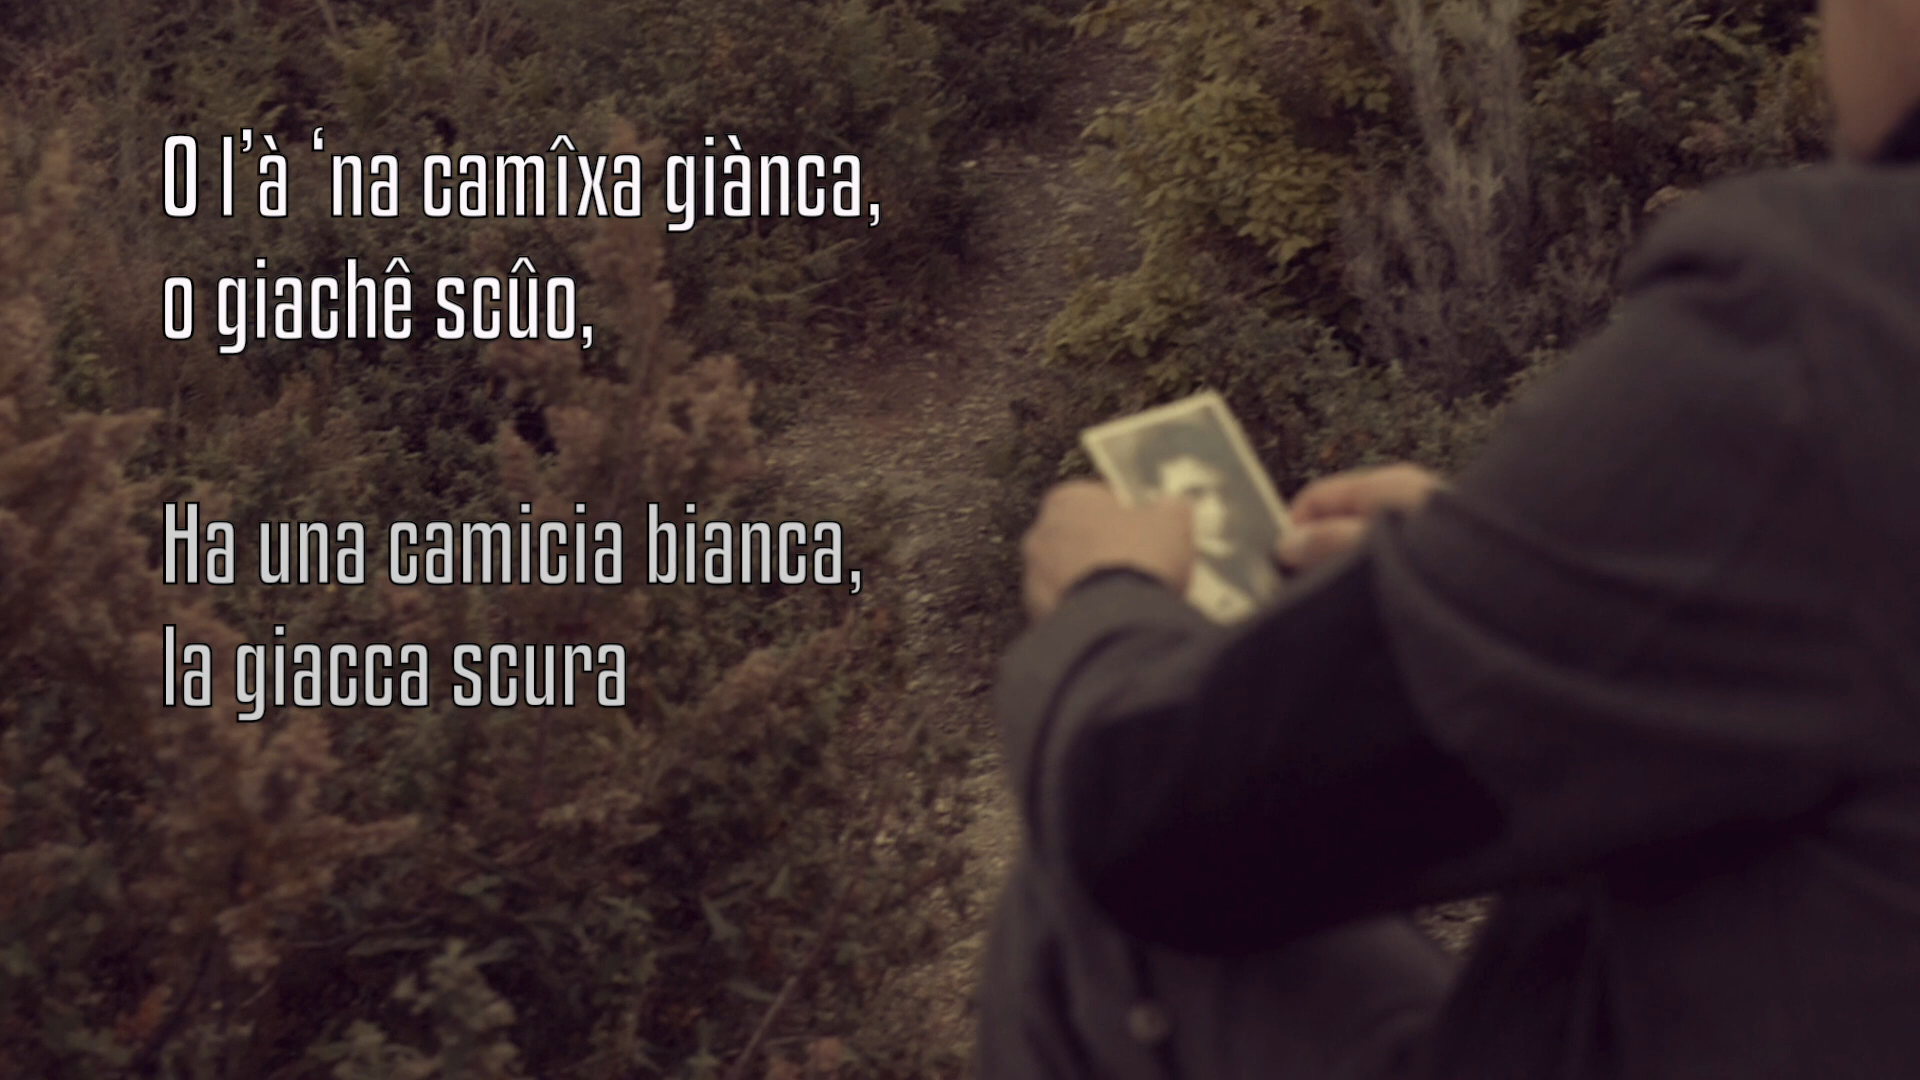 O l’à ‘na camîxa giànca,
o giachê scûo,
Ha una camicia bianca,
la giacca scura